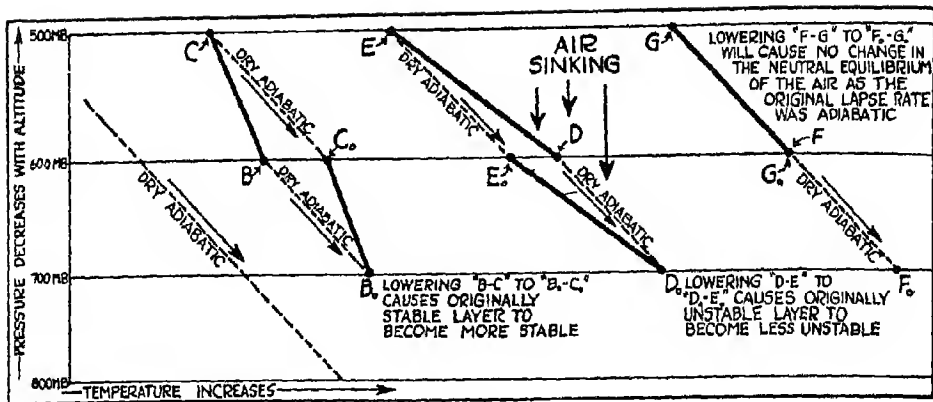 500MB
600MB
700MB
800MB
PRESSURE DECREASES WITH ALTITUDE
TEMPERATURE INCREASES
DRY ADIABATIC
C
DRY ADIABATIC
B
C₀
DRY ADIABATIC
B₀
LOWERING "B-C" TO "B₀-C₀"
CAUSES ORIGINALLY
STABLE LAYER TO
BECOME MORE STABLE
E
DRY ADIABATIC
AIR
SINKING
D
E₀
DRY ADIABATIC
D₀
LOWERING "D-E" TO
"D₀-E₀" CAUSES ORIGINALLY
UNSTABLE LAYER TO
BECOME LESS UNSTABLE
G
LOWERING "F-G" TO "F₀-G₀"
WILL CAUSE NO CHANGE IN
THE NEUTRAL EQUILIBRIUM
OF THE AIR AS THE
ORIGINAL LAPSE RATE
WAS ADIABATIC
F
G₀
DRY ADIABATIC
F₀